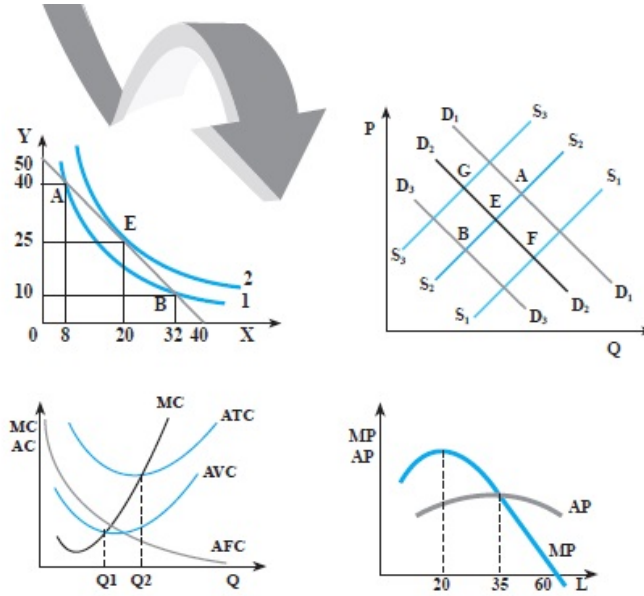 Y
50
40
A
E
25
2
10
B
1
0 8 20 32 40 X
P
D₁
S₃
D₂
S₂
G
A
S₁
D₃
E
B
F
S₃
S₂
D₁
S₁
D₃
D₂
Q
MC
AC
MC
ATC
AVC
AFC
Q1 Q2 Q
MP
AP
AP
MP
20 35 60 L